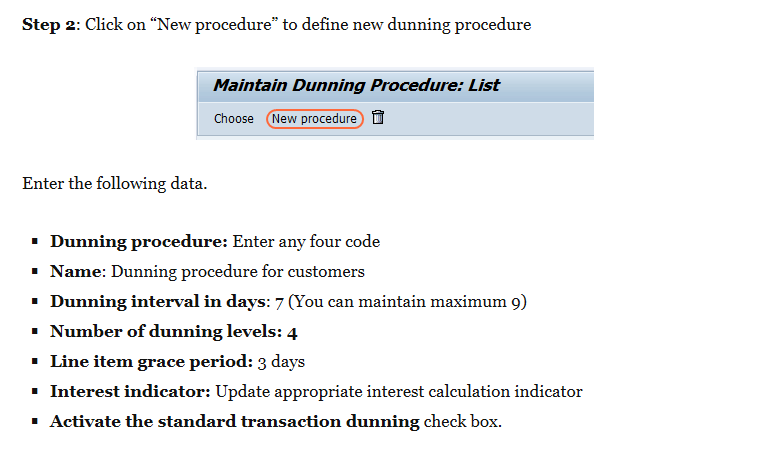 Step 2: Click on “New procedure” to define new dunning procedure
Maintain Dunning Procedure: List
Choose New procedure
Enter the following data.
▪ Dunning procedure: Enter any four code
▪ Name: Dunning procedure for customers
▪ Dunning interval in days: 7 (You can maintain maximum 9)
▪ Number of dunning levels: 4
▪ Line item grace period: 3 days
▪ Interest indicator: Update appropriate interest calculation indicator
▪ Activate the standard transaction dunning check box.